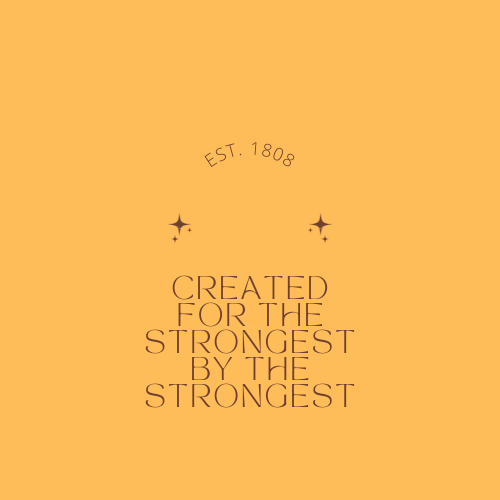 EST. 1808
CREATED
FOR THE
STRONGEST
BY THE
STRONGEST